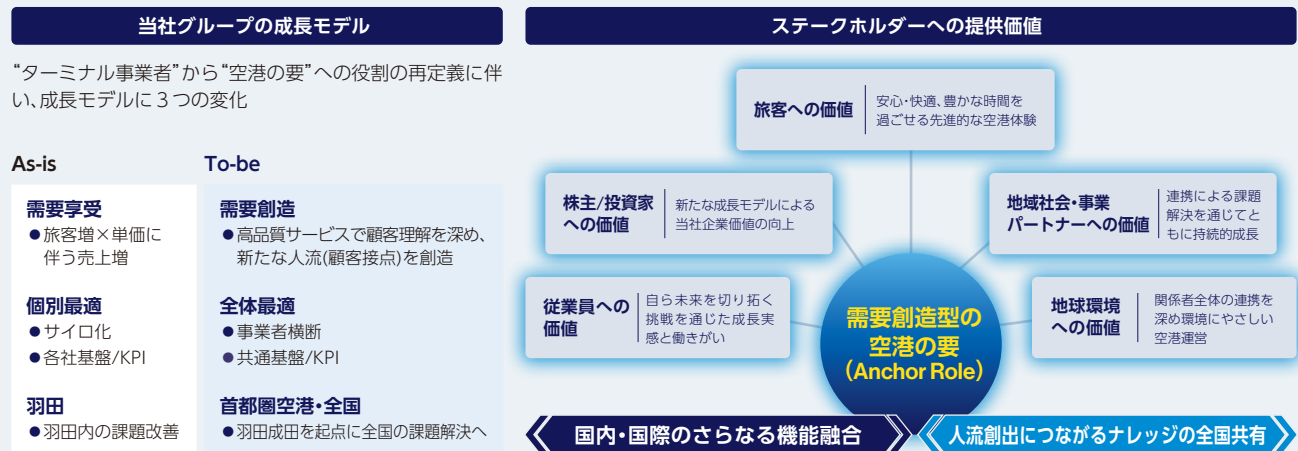 当社グループの成長モデル
“ターミナル事業者”から“空港の要”への役割の再定義に伴
い、成長モデルに3つの変化
As-is
To-be
需要享受
●旅客増×単価に
伴う売上増
需要創造
●高品質サービスで顧客理解を深め、
新たな人流(顧客接点)を創造
個別最適
●サイロ化
●各社基盤/KPI
全体最適
●事業者横断
●共通基盤/KPI
羽田
●羽田内の課題改善
首都圏空港・全国
●羽田成田を起点に全国の課題解決へ
ステークホルダーへの提供価値
旅客への価値
安心・快適、豊かな時間を
過ごせる先進的な空港体験
株主/投資家
への価値
新たな成長モデルによる
当社企業価値の向上
地域社会・事業
パートナーへの価値
連携による課題
解決を通じてと
もに持続的成長
従業員への
価値
自ら未来を切り拓く
挑戦を通じた成長実
感と働きがい
需要創造型の
空港の要
(Anchor Role)
地球環境
への価値
関係者全体の連携を
深め環境にやさしい
空港運営
国内・国際のさらなる機能融合
人流創出につながるナレッジの全国共有